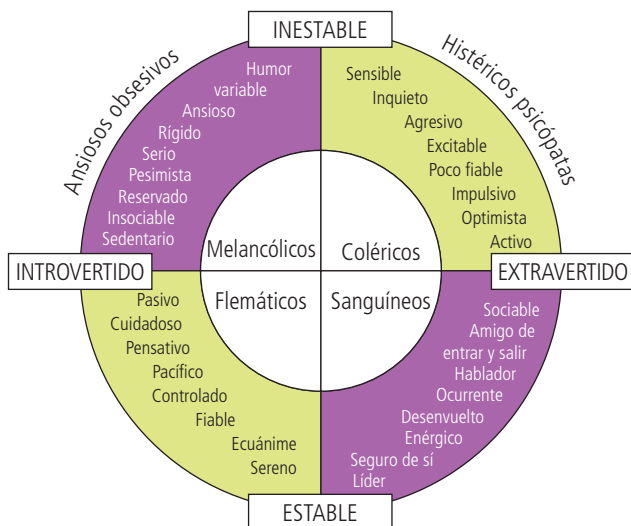 INESTABLE
Ansiosos obsesivos
Histéricos psicópatas
Humor
variable
Ansioso
Rígido
Serio
Pesimista
Reservado
Insociable
Sedentario
Sensible
Inquieto
Agresivo
Excitable
Poco fiable
Impulsivo
Optimista
Activo
Melancólicos
Coléricos
INTROVERTIDO
EXTRAVERTIDO
Flemáticos
Sanguíneos
Pasivo
Cuidadoso
Pensativo
Pacífico
Controlado
Fiable
Ecuánime
Sereno
Sociable
Amigo de
entrar y salir
Hablador
Ocurrente
Desenvuelto
Enérgico
Seguro de sí
Líder
ESTABLE